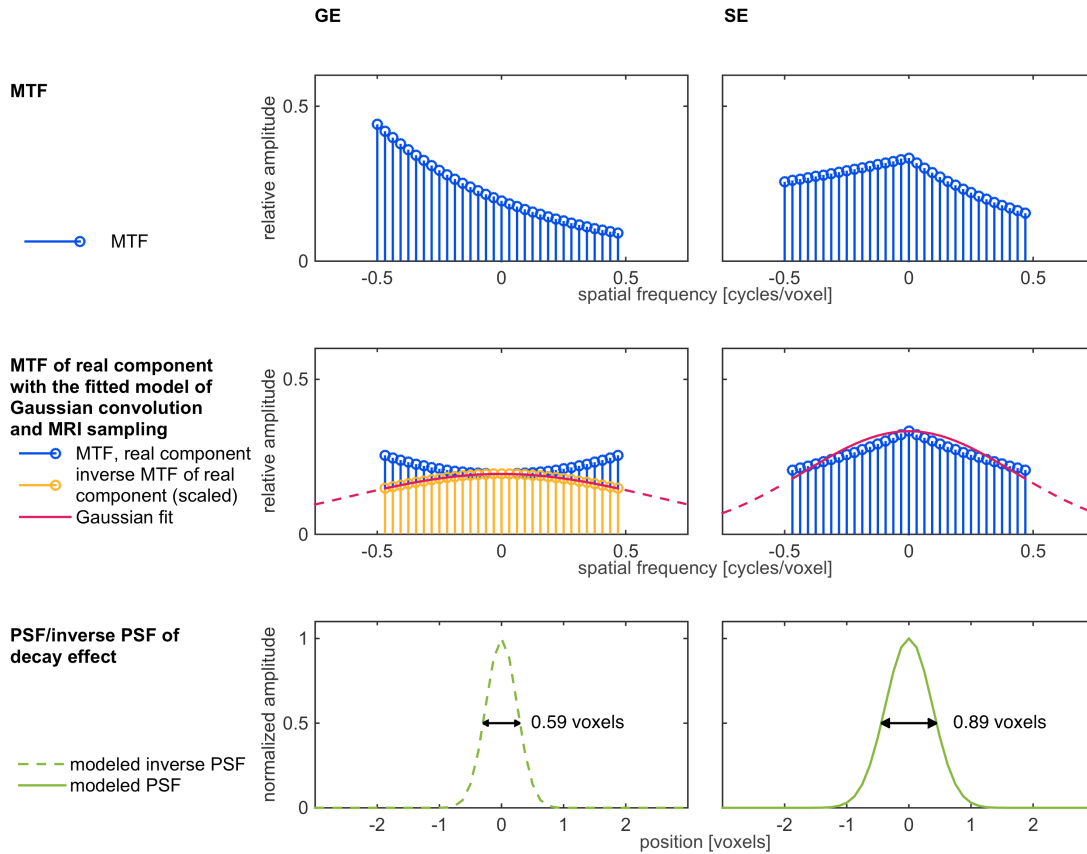 GE
SE
MTF
relative amplitude
0.5
0
-0.5
0
0.5
-0.5
0
0.5
spatial frequency [cycles/voxel]
MTF
MTF of real component
with the fitted model of
Gaussian convolution
and MRI sampling
MTF, real component
inverse MTF of real
component (scaled)
Gaussian fit
relative amplitude
0.5
0
-0.5
0
0.5
-0.5
0
0.5
spatial frequency [cycles/voxel]
PSF/inverse PSF of
decay effect
modeled inverse PSF
modeled PSF
normalized amplitude
1
0.5
0
0.59 voxels
0.89 voxels
-2
-1
0
1
2
-2
-1
0
1
2
position [voxels]